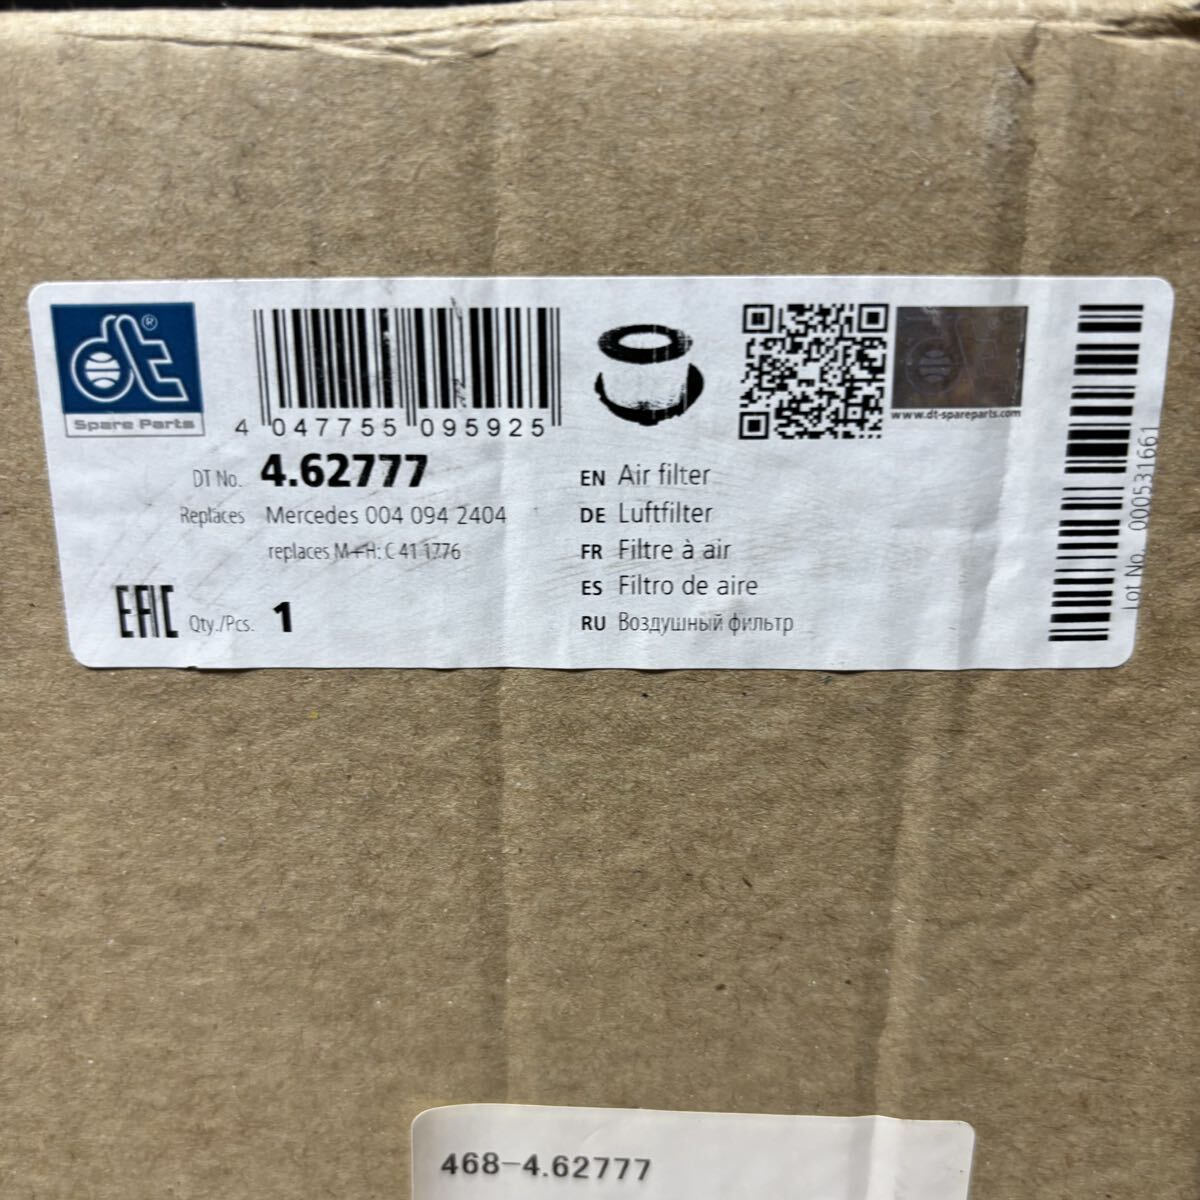 dt®
Spare Parts
4 047755 095925
www.dt-spareparts.com
DT No. 4.62777
Replaces Mercedes 004 094 2404
replaces M+H: C 41 1776
EAC Qty./Pcs. 1
EN Air filter
DE Luftfilter
FR Filtre à air
ES Filtro de aire
RU Воздушный фильтр
Lot No. 000531661
468-4.62777